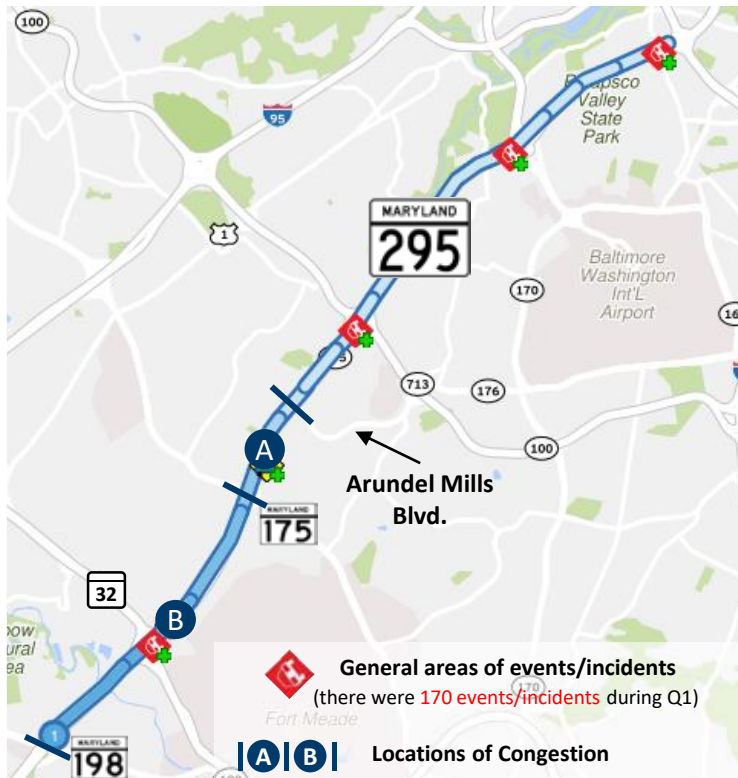 100
95
Patapsco
Valley
State
Park
1
MARYLAND
295
Baltimore
Washington
Int'L
Airport
170
16
713
176
100
A
Arundel Mills
Blvd.
MARYLAND
175
32
B
General areas of events/incidents
(there were 170 events/incidents during Q1)
170
Fort Meade
1
MARYLAND
198
|A|B| Locations of Congestion